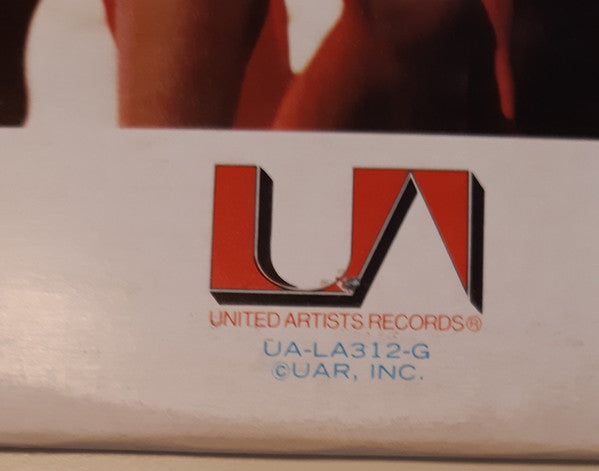 UA
UNITED ARTISTS RECORDS®
UA-LA312-G
©UAR, INC.